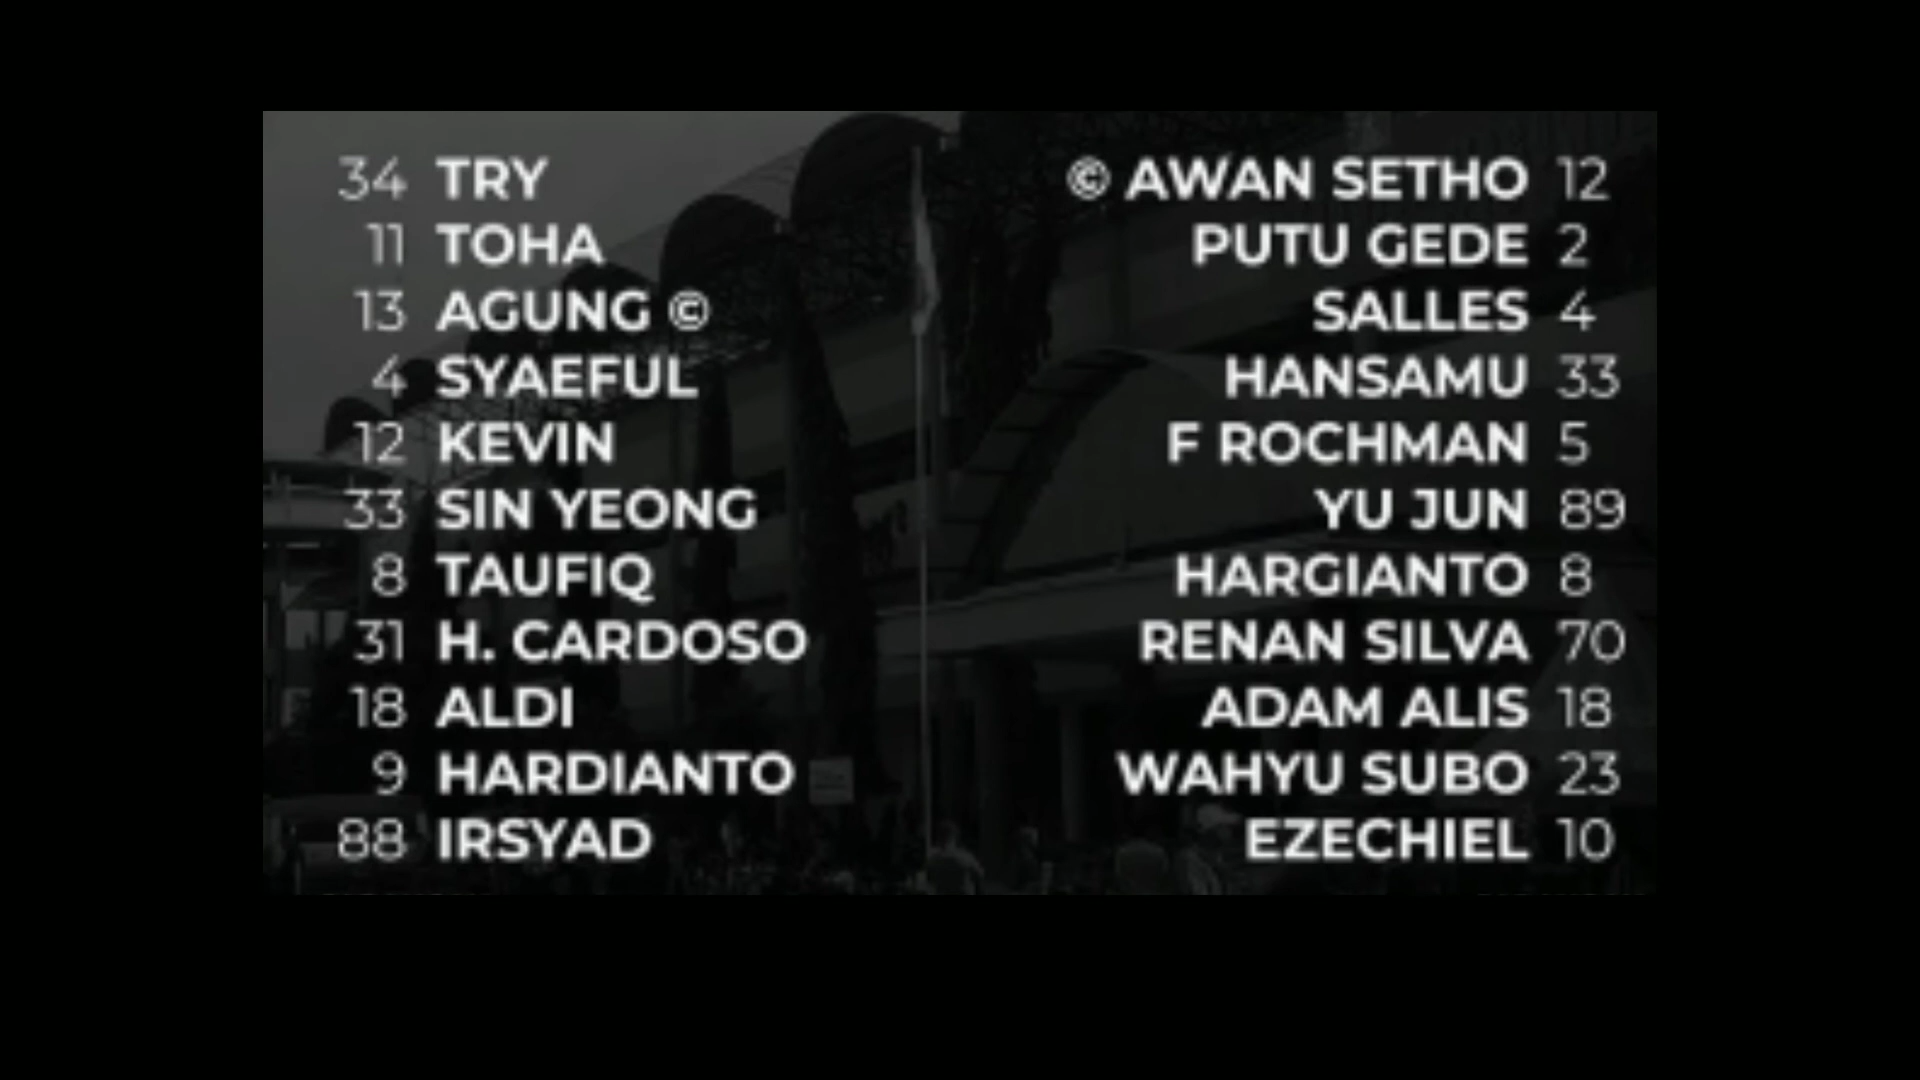 34 TRY
11 TOHA
13 AGUNG ©
4 SYAEFUL
12 KEVIN
33 SIN YEONG
8 TAUFIQ
31 H. CARDOSO
18 ALDI
9 HARDIANTO
88 IRSYAD
© AWAN SETHO 12
PUTU GEDE 2
SALLES 4
HANSAMU 33
F ROCHMAN 5
YU JUN 89
HARGIANTO 8
RENAN SILVA 70
ADAM ALIS 18
WAHYU SUBO 23
EZECHIEL 10